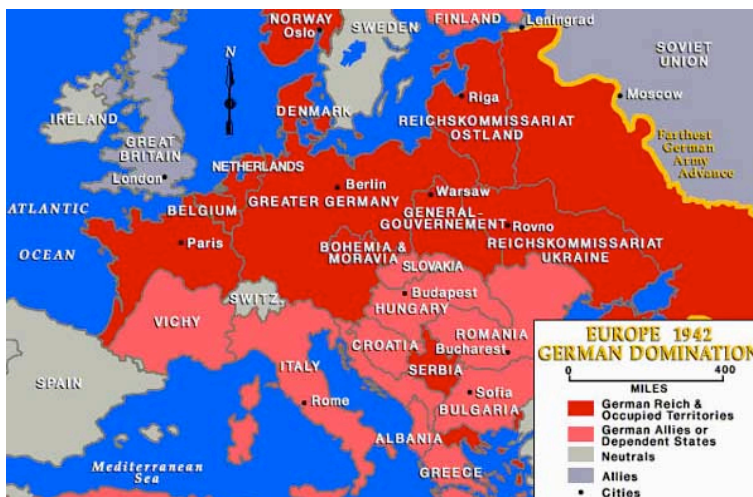 NORWAY
Oslo
SWEDEN
FINLAND
Leningrad
SOVIET
UNION
N
Moscow
Riga
DENMARK
REICHSKOMMISSARIAT
OSTLAND
IRELAND
GREAT
BRITAIN
London
Farthest
German
Army
Advance
NETHERLANDS
Berlin
GREATER GERMANY
Warsaw
GENERAL-
GOUVERNEMENT
Rovno
REICHSKOMMISSARIAT
UKRAINE
ATLANTIC
OCEAN
BELGIUM
Paris
BOHEMIA &
MORAVIA
SLOVAKIA
SWITZ.
Budapest
HUNGARY
VICHY
CROATIA
ROMANIA
Bucharest
SERBIA
ITALY
Rome
SPAIN
Sofia
BULGARIA
ALBANIA
GREECE
Mediterranean
Sea
EUROPE 1942
GERMAN DOMINATION
0 400
MILES
German Reich &
Occupied Territories
German Allies or
Dependent States
Neutrals
Allies
Cities